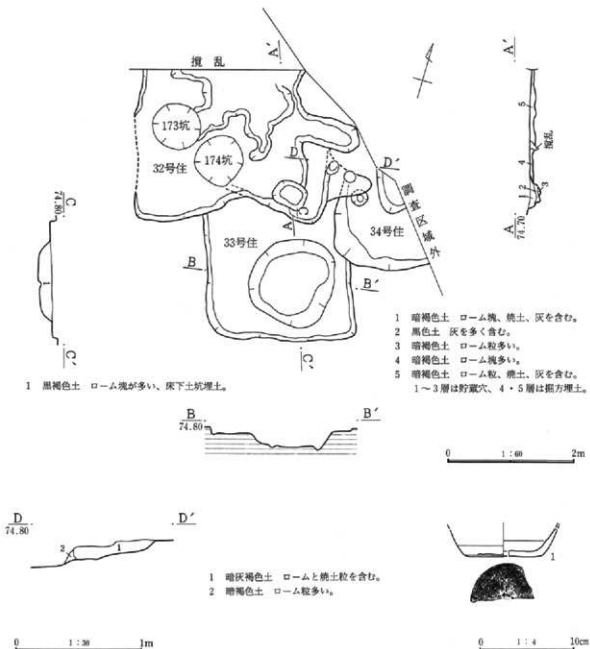 A'
A'
攪乱
173坑
5
攪乱
D
D'
32号住
174坑
4
3
調査区域外
1 2
C
74.80
C
A
A
74.70
33号住
34号住
B
B'
1
C'
C'
1 暗褐色土 ローム塊、焼土、灰を含む。
2 黒色土 灰を多く含む。
3 暗褐色土 ローム粒多い。
4 暗褐色土 ローム塊多い。
5 暗褐色土 ローム粒、焼土、灰を含む。
1～3層は貯蔵穴、4・5層は掘方埋土。
1 黒褐色土 ローム塊が多い、床下土坑埋土。
B
74.80
B'
0 1:60 2m
D
74.80
D'
2
1
1
1 暗灰褐色土 ロームと焼土粒を含む。
2 暗褐色土 ローム粒多い。
0 1:30 1m
0 1:4 10cm